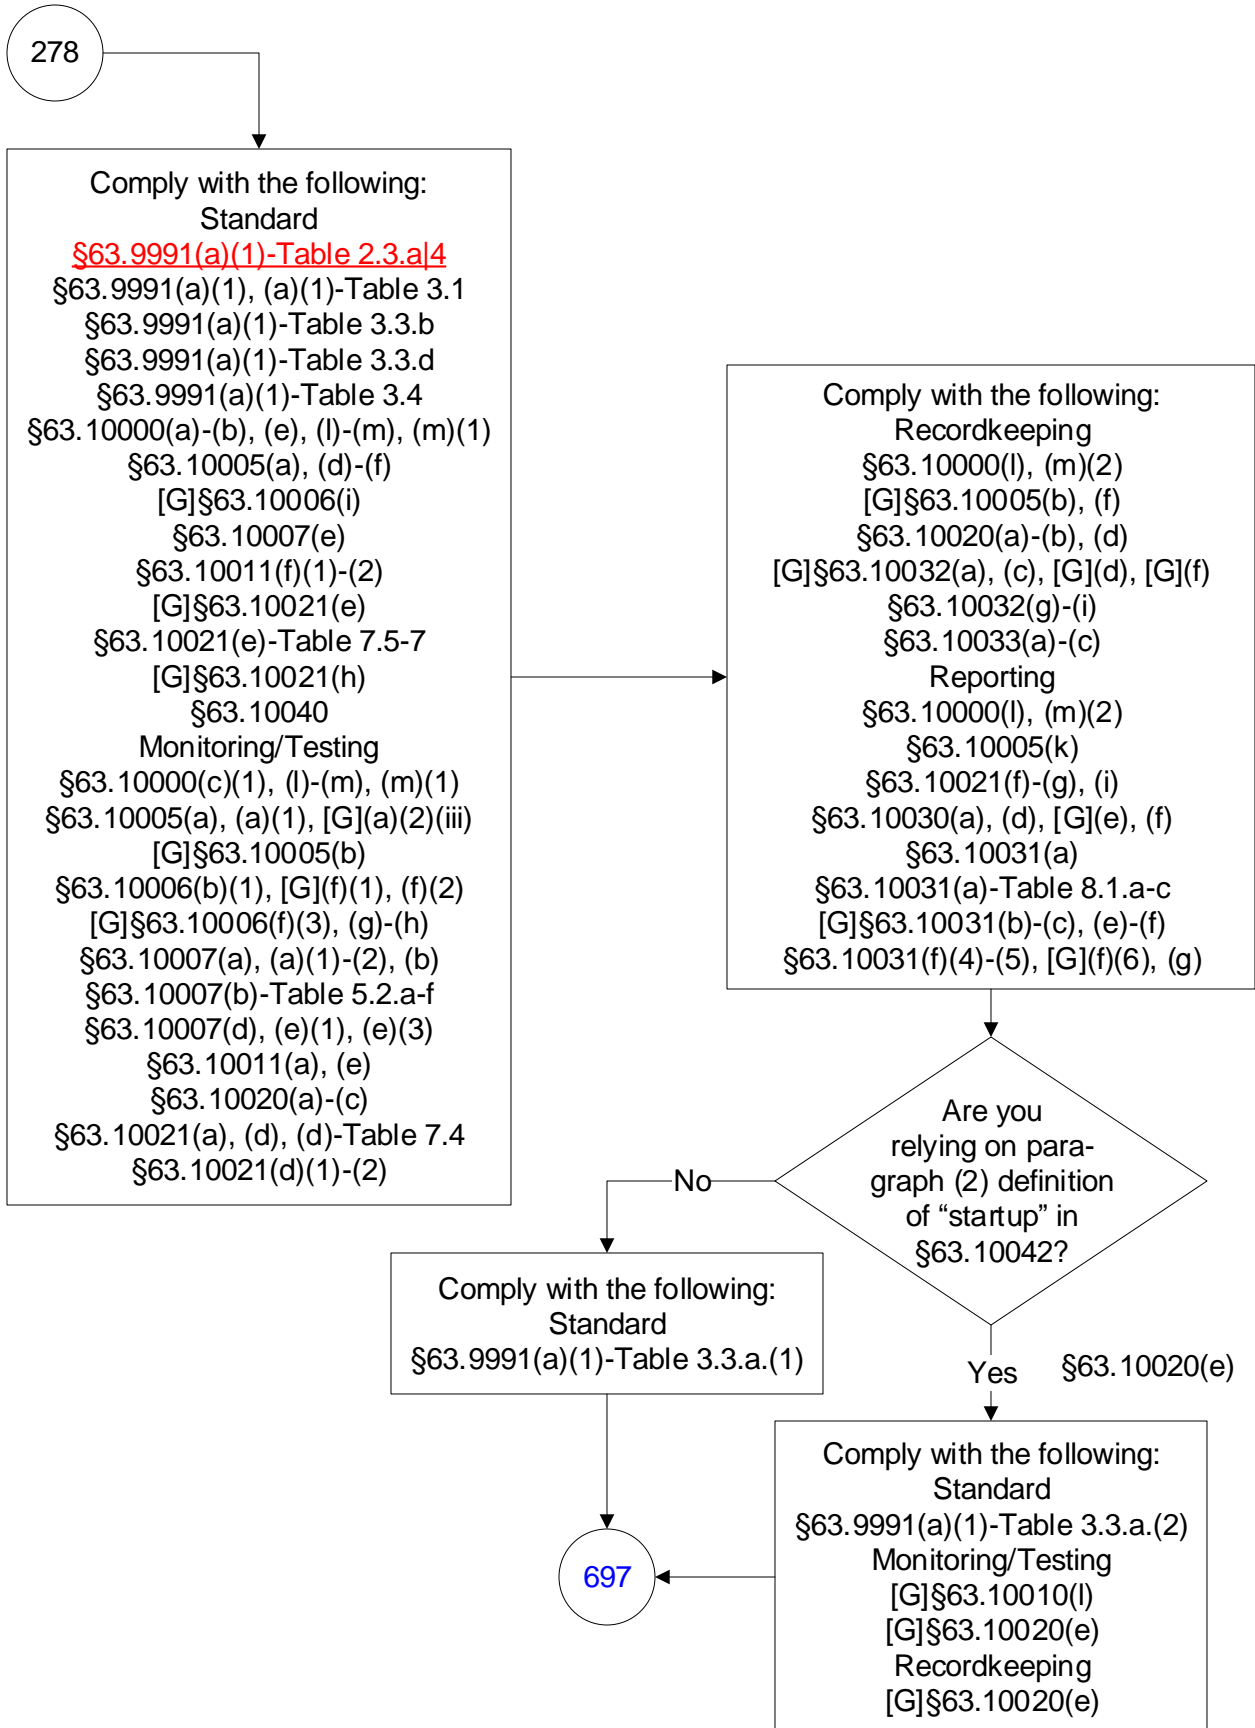 278
Comply with the following:
Standard
§63.9991(a)(1)-Table 2.3.a|4
§63.9991(a)(1), (a)(1)-Table 3.1
§63.9991(a)(1)-Table 3.3.b
§63.9991(a)(1)-Table 3.3.d
§63.9991(a)(1)-Table 3.4
§63.10000(a)-(b), (e), (l)-(m), (m)(1)
§63.10005(a), (d)-(f)
[G]§63.10006(i)
§63.10007(e)
§63.10011(f)(1)-(2)
[G]§63.10021(e)
§63.10021(e)-Table 7.5-7
[G]§63.10021(h)
§63.10040
Monitoring/Testing
§63.10000(c)(1), (l)-(m), (m)(1)
§63.10005(a), (a)(1), [G](a)(2)(iii)
[G]§63.10005(b)
§63.10006(b)(1), [G](f)(1), (f)(2)
[G]§63.10006(f)(3), (g)-(h)
§63.10007(a), (a)(1)-(2), (b)
§63.10007(b)-Table 5.2.a-f
§63.10007(d), (e)(1), (e)(3)
§63.10011(a), (e)
§63.10020(a)-(c)
§63.10021(a), (d), (d)-Table 7.4
§63.10021(d)(1)-(2)
Comply with the following:
Recordkeeping
§63.10000(l), (m)(2)
[G]§63.10005(b), (f)
§63.10020(a)-(b), (d)
[G]§63.10032(a), (c), [G](d), [G](f)
§63.10032(g)-(i)
§63.10033(a)-(c)
Reporting
§63.10000(l), (m)(2)
§63.10005(k)
§63.10021(f)-(g), (i)
§63.10030(a), (d), [G](e), (f)
§63.10031(a)
§63.10031(a)-Table 8.1.a-c
[G]§63.10031(b)-(c), (e)-(f)
§63.10031(f)(4)-(5), [G](f)(6), (g)
Are you
relying on para-
graph (2) definition
of “startup” in
§63.10042?
No
Comply with the following:
Standard
§63.9991(a)(1)-Table 3.3.a.(1)
Yes
§63.10020(e)
Comply with the following:
Standard
§63.9991(a)(1)-Table 3.3.a.(2)
Monitoring/Testing
[G]§63.10010(l)
[G]§63.10020(e)
Recordkeeping
[G]§63.10020(e)
697